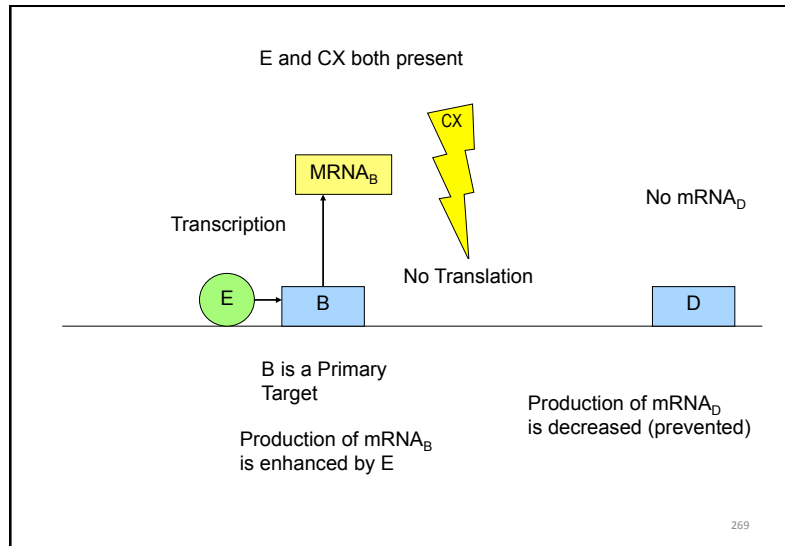 E and CX both present
CX
MRNA_B
No mRNA_D
Transcription
No Translation
E
B
D
B is a Primary
Target
Production of mRNA_D
is decreased (prevented)
Production of mRNA_B
is enhanced by E
269